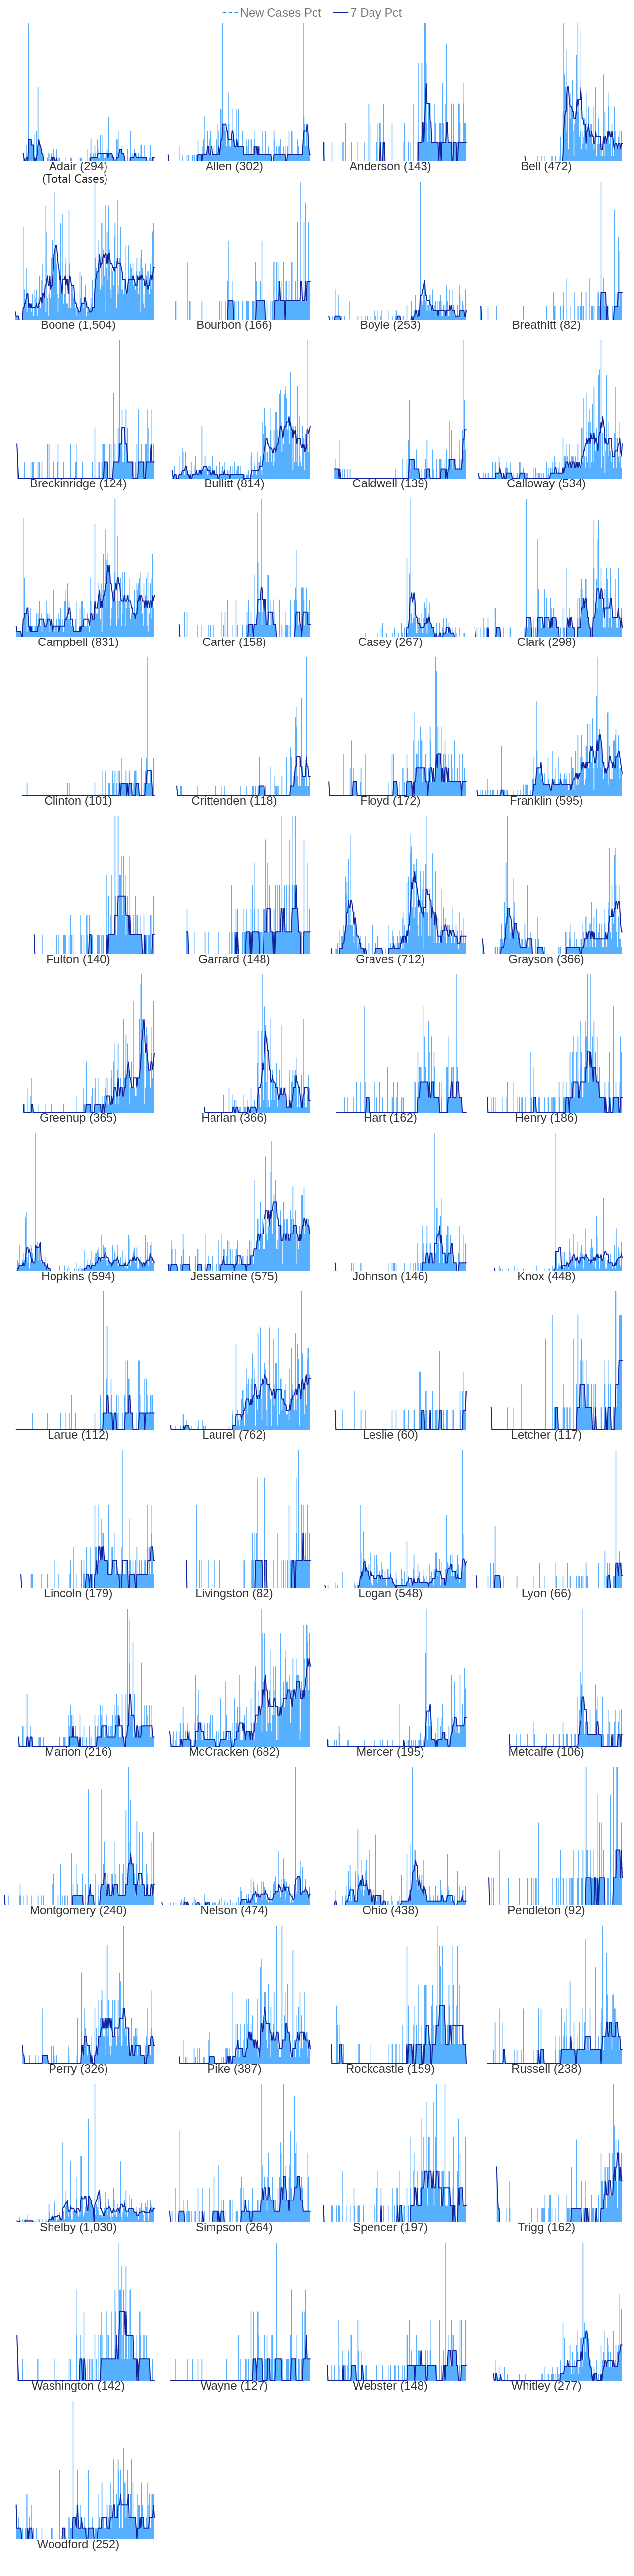 New Cases Pct 7 Day Pct
Adair (294) Allen (302) Anderson (143) Bell (472)
(Total Cases)
Boone (1,504) Bourbon (166) Boyle (253) Breathitt (82)
Breckinridge (124) Bullitt (814) Caldwell (139) Calloway (534)
Campbell (831) Carter (158) Casey (267) Clark (298)
Clinton (101) Crittenden (118) Floyd (172) Franklin (595)
Fulton (140) Garrard (148) Graves (712) Grayson (366)
Greenup (365) Harlan (366) Hart (162) Henry (186)
Hopkins (594) Jessamine (575) Johnson (146) Knox (448)
Larue (112) Laurel (762) Leslie (60) Letcher (117)
Lincoln (179) Livingston (82) Logan (548) Lyon (66)
Marion (216) McCracken (682) Mercer (195) Metcalfe (106)
Montgomery (240) Nelson (474) Ohio (438) Pendleton (92)
Perry (326) Pike (387) Rockcastle (159) Russell (238)
Shelby (1,030) Simpson (264) Spencer (197) Trigg (162)
Washington (142) Wayne (127) Webster (148) Whitley (277)
Woodford (252)